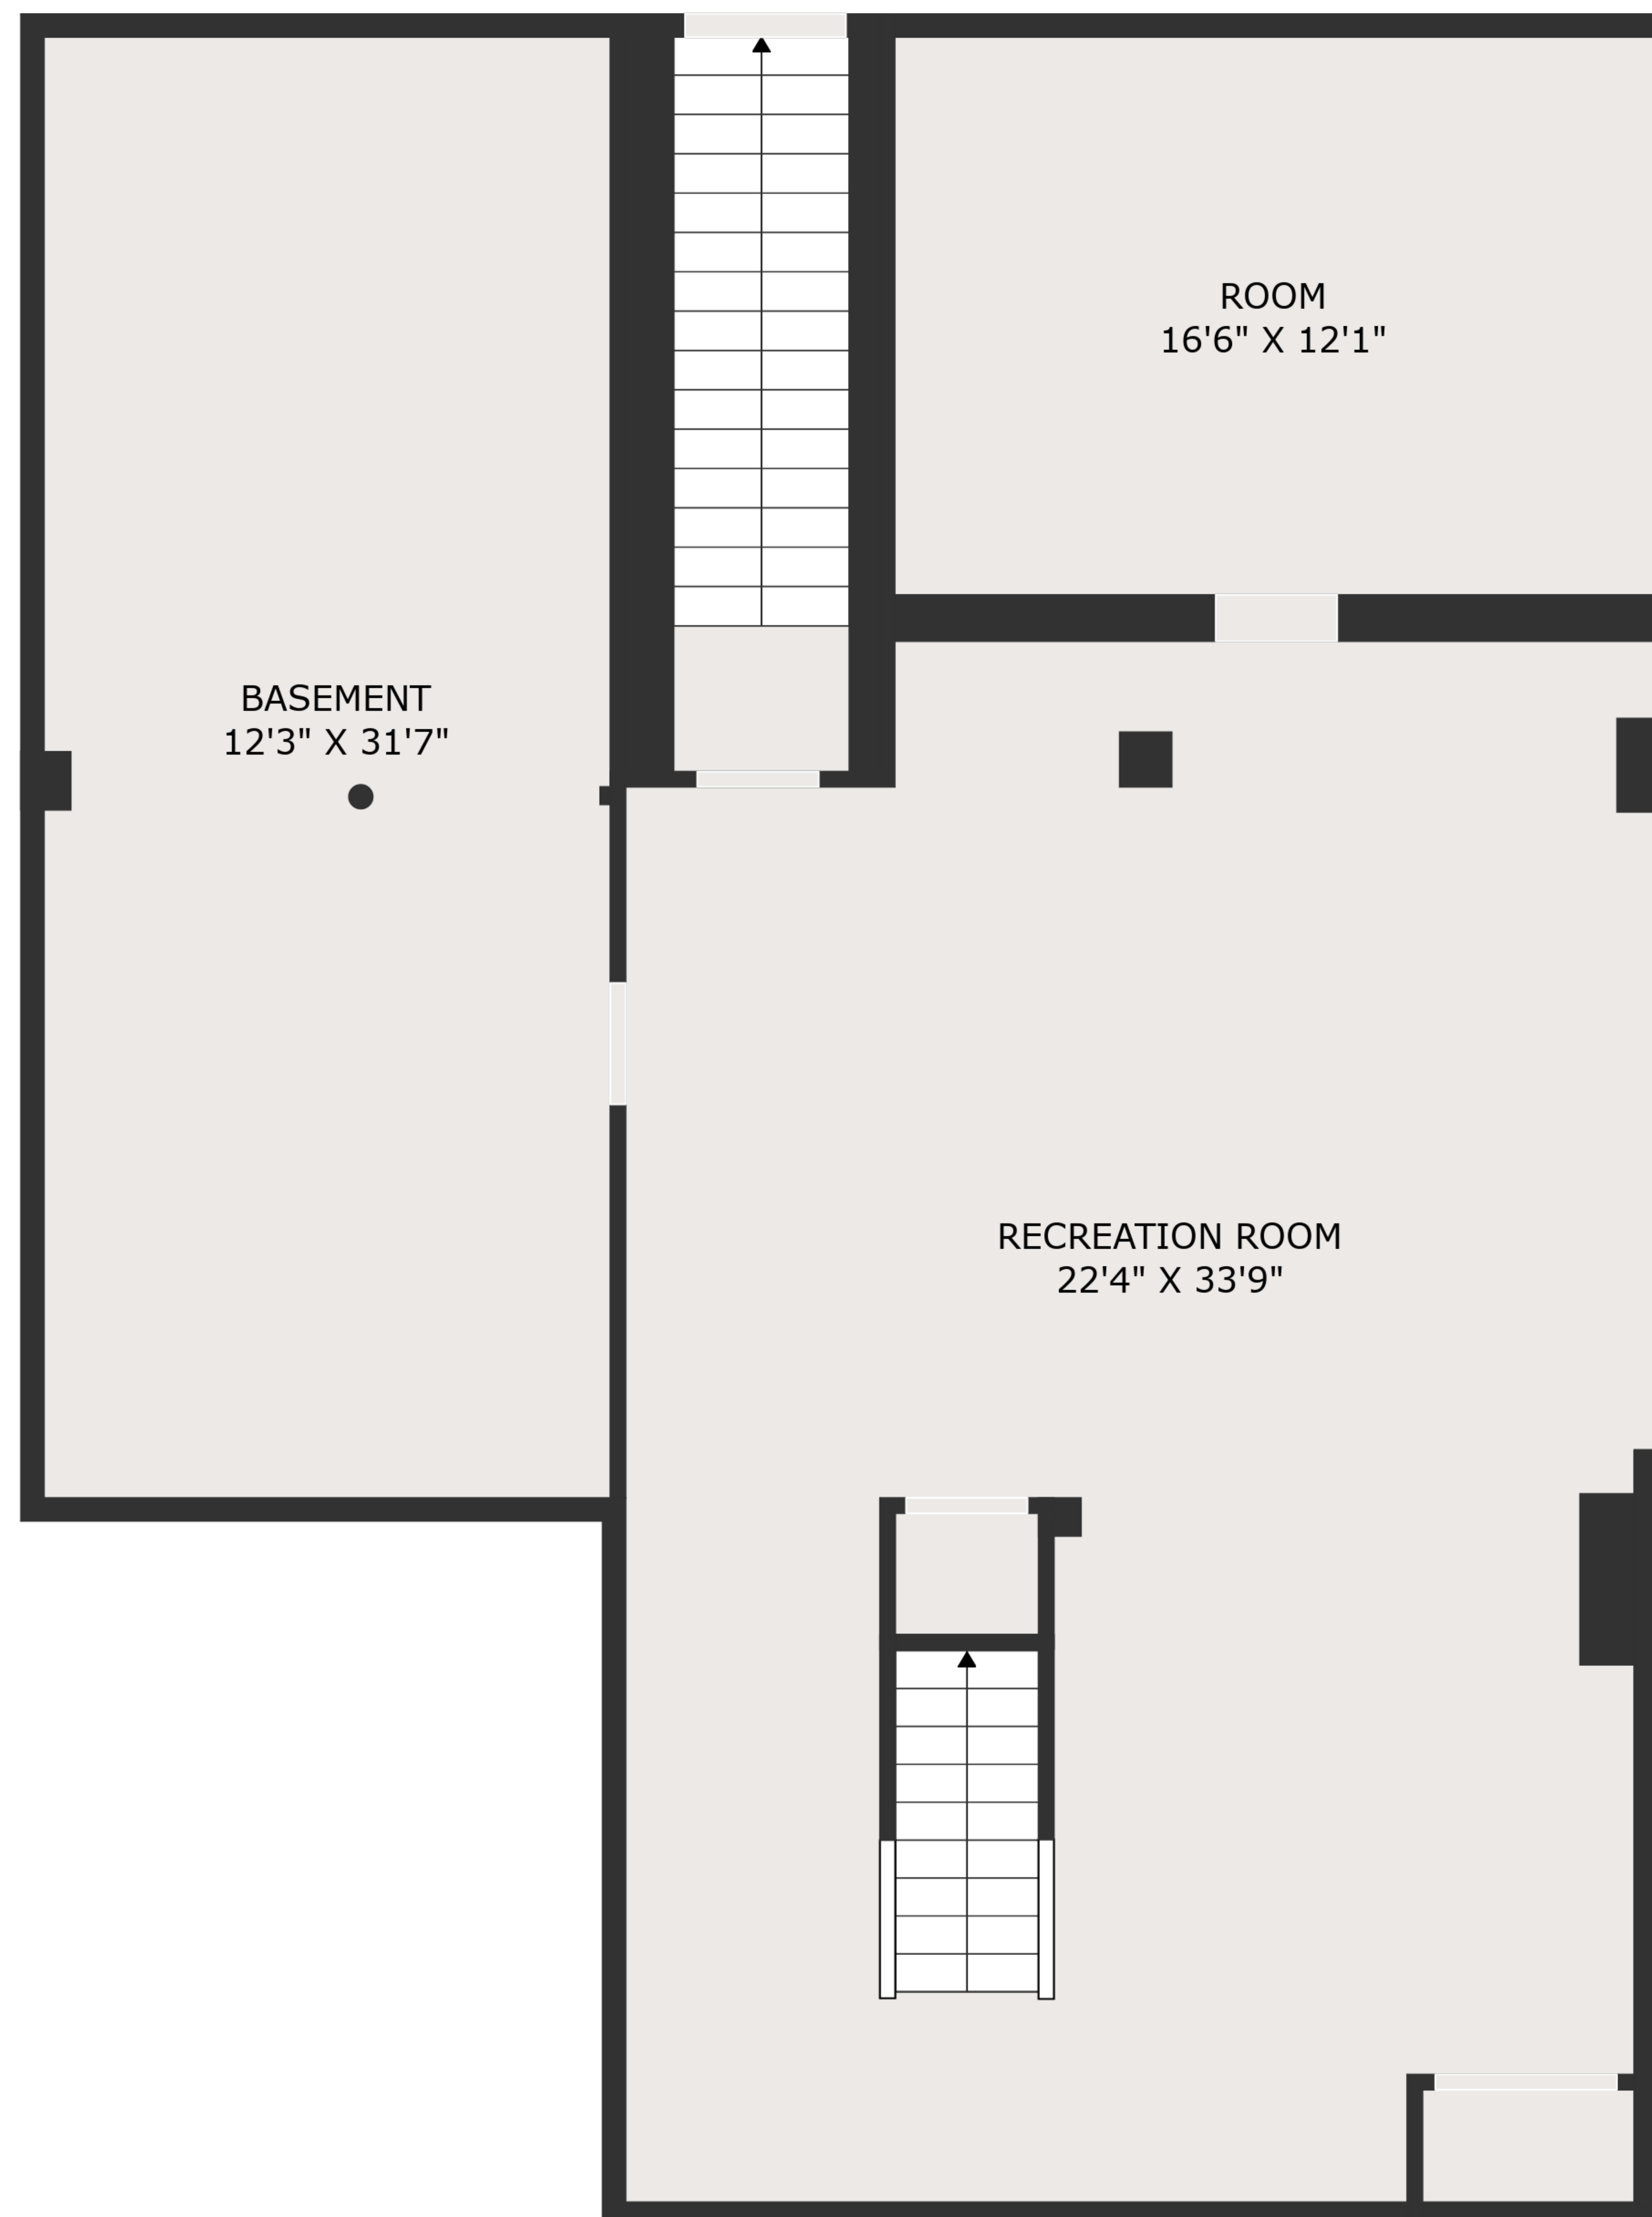 ROOM
16'6" X 12'1"
BASEMENT
12'3" X 31'7"
RECREATION ROOM
22'4" X 33'9"